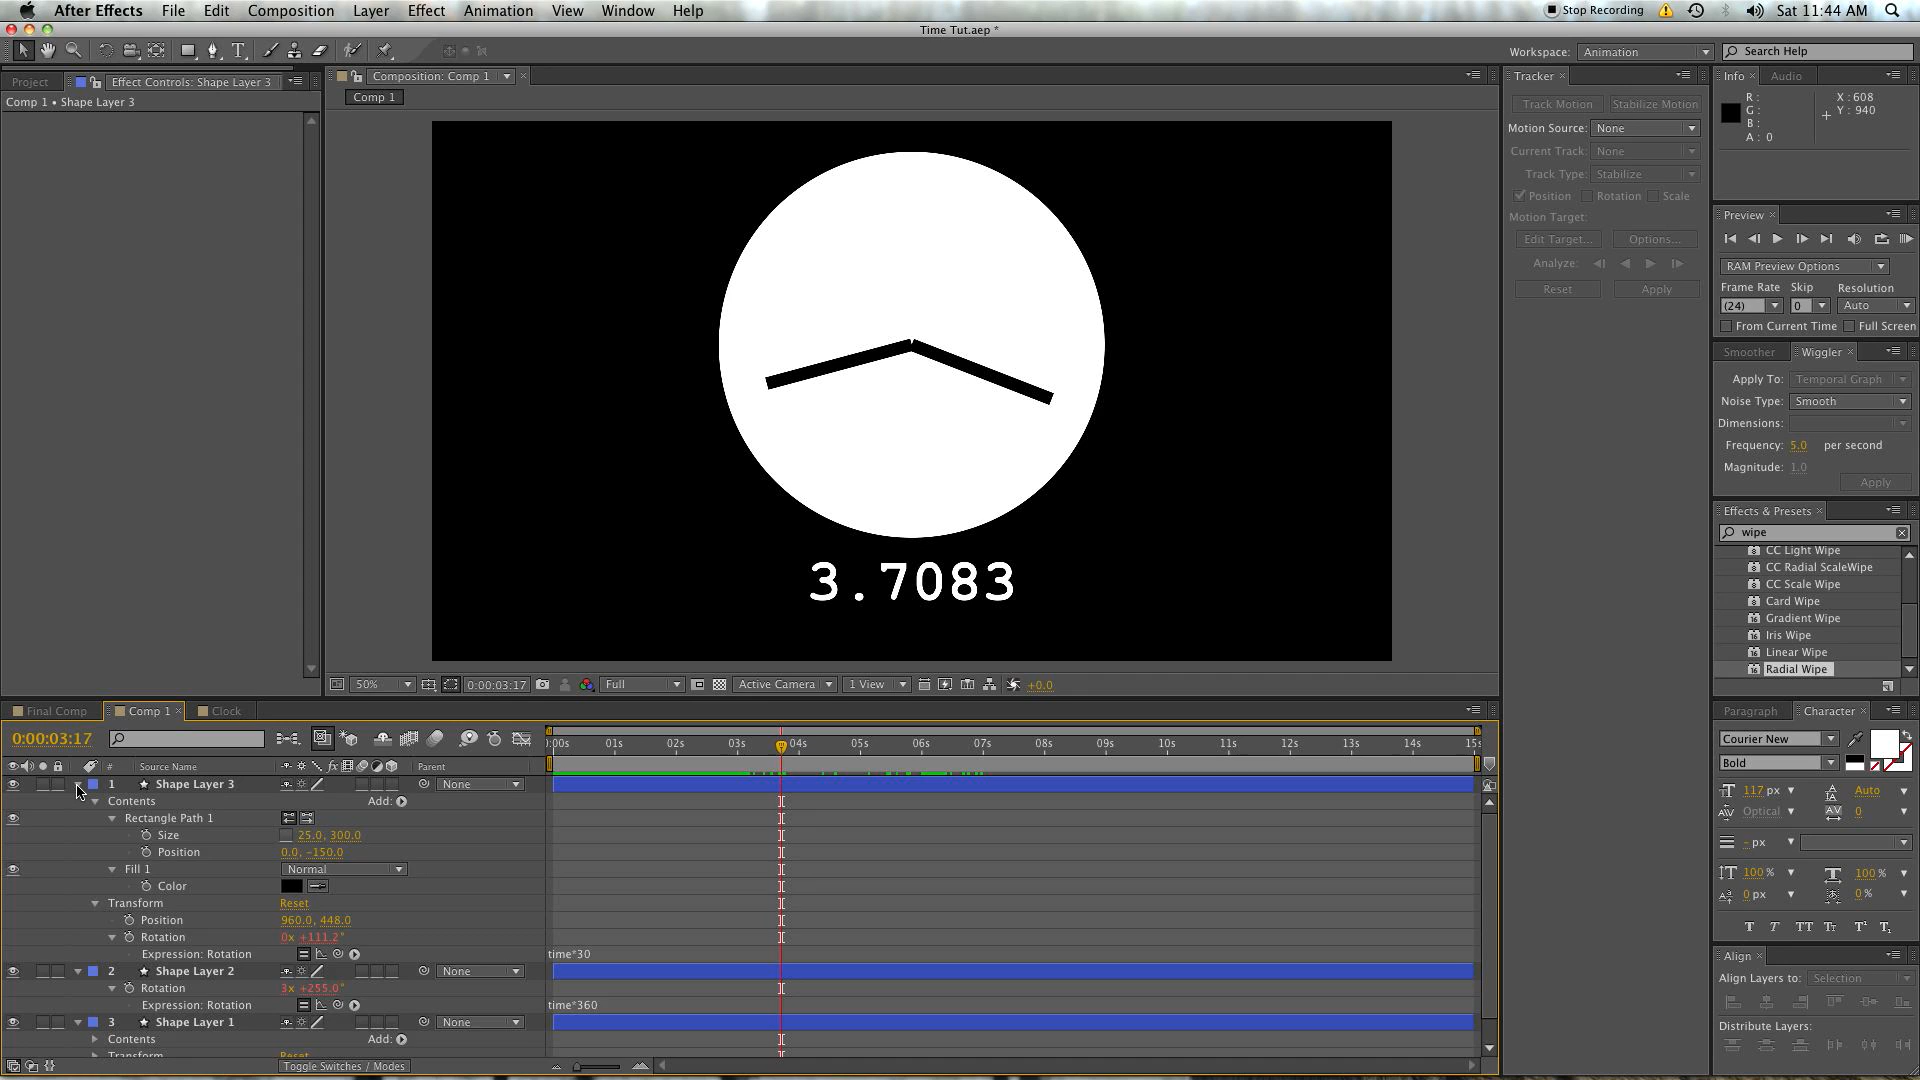 After Effects File Edit Composition Layer Effect Animation View Window Help Stop Recording Sat 11:44 AM
Time Tut.aep *
Workspace: Animation Search Help
Project Effect Controls: Shape Layer 3
Comp 1 • Shape Layer 3
Composition: Comp 1
Comp 1
3.7083
50% 0:00:03:17 Full Active Camera 1 View +0.0
Tracker
Track Motion Stabilize Motion
Motion Source: None
Current Track: None
Track Type: Stabilize
Position Rotation Scale
Motion Target:
Edit Target... Options...
Analyze:
Reset Apply
Info Audio
R : X : 608
G : Y : 940
B :
A : 0
Preview
RAM Preview Options
Frame Rate Skip Resolution
(24) 0 Auto
From Current Time Full Screen
Smoother Wiggler
Apply To: Temporal Graph
Noise Type: Smooth
Dimensions:
Frequency: 5.0 per second
Magnitude: 1.0
Apply
Effects & Presets
wipe
CC Light Wipe
CC Radial ScaleWipe
CC Scale Wipe
Card Wipe
Gradient Wipe
Iris Wipe
Linear Wipe
Radial Wipe
Paragraph Character
Courier New
Bold
117 px Auto
Optical 0
- px
100 % 100 %
0 px 0 %
T T TT Tt T¹ T₁
Align
Align Layers to: Selection
Distribute Layers:
Final Comp Comp 1 Clock
0:00:03:17
):00s 01s 02s 03s 04s 05s 06s 07s 08s 09s 10s 11s 12s 13s 14s 15s
# Source Name fx Parent
1 Shape Layer 3 None
Contents Add:
Rectangle Path 1
Size 25.0, 300.0
Position 0.0, -150.0
Fill 1 Normal
Color
Transform Reset
Position 960.0, 448.0
Rotation 0x +111.2°
Expression: Rotation time*30
2 Shape Layer 2 None
Rotation 3x +255.0°
Expression: Rotation time*360
3 Shape Layer 1 None
Contents Add:
Transform Reset
Toggle Switches / Modes